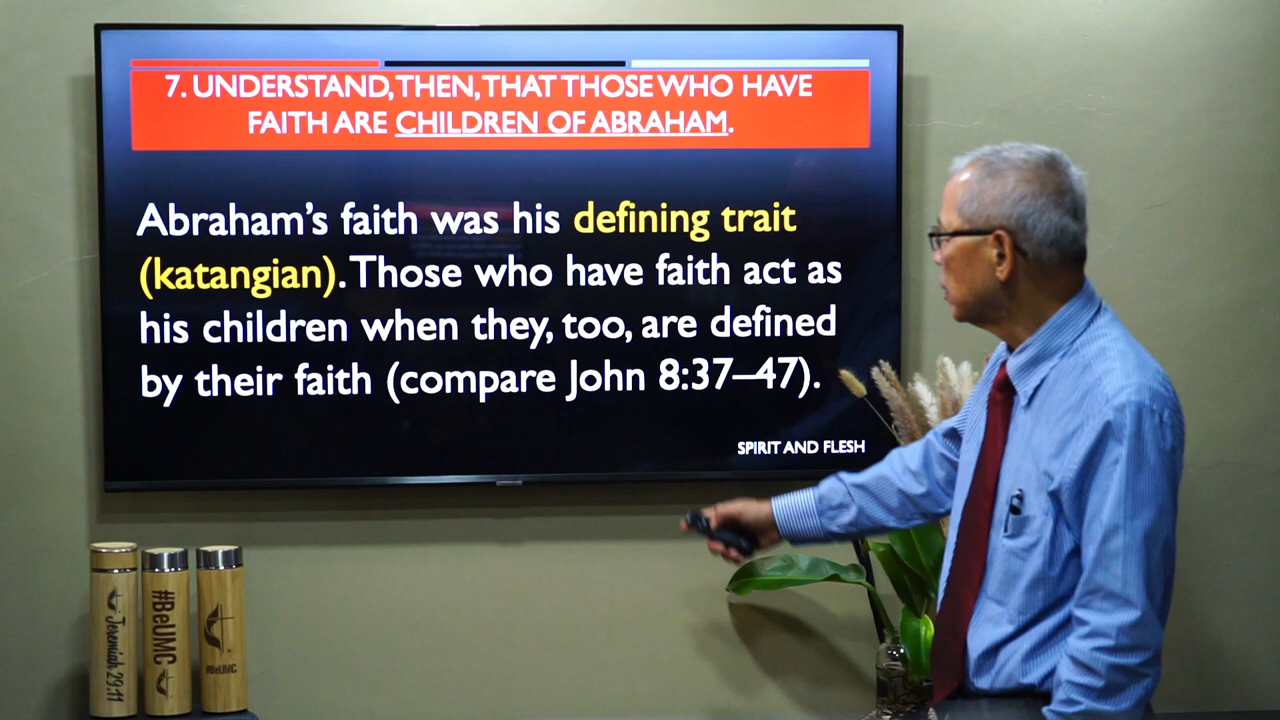 7. UNDERSTAND, THEN, THAT THOSE WHO HAVE
FAITH ARE CHILDREN OF ABRAHAM.
Abraham's faith was his defining trait
(katangian). Those who have faith act as
his children when they, too, are defined
by their faith (compare John 8:37–47).
SPIRIT AND FLESH
Jeremiah 29:11
#BeUMC
#BeUMC